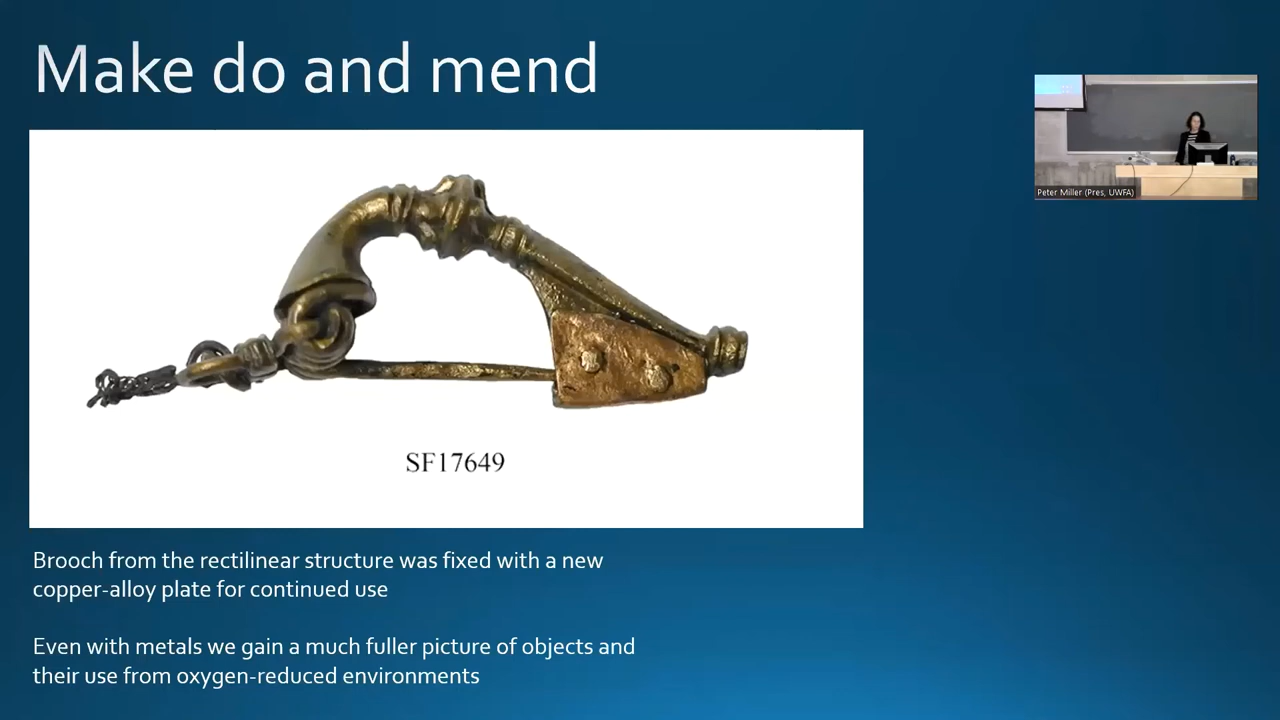 Make do and mend
Peter Miller (Pres, UWFA)
SF17649
Brooch from the rectilinear structure was fixed with a new
copper-alloy plate for continued use
Even with metals we gain a much fuller picture of objects and
their use from oxygen-reduced environments